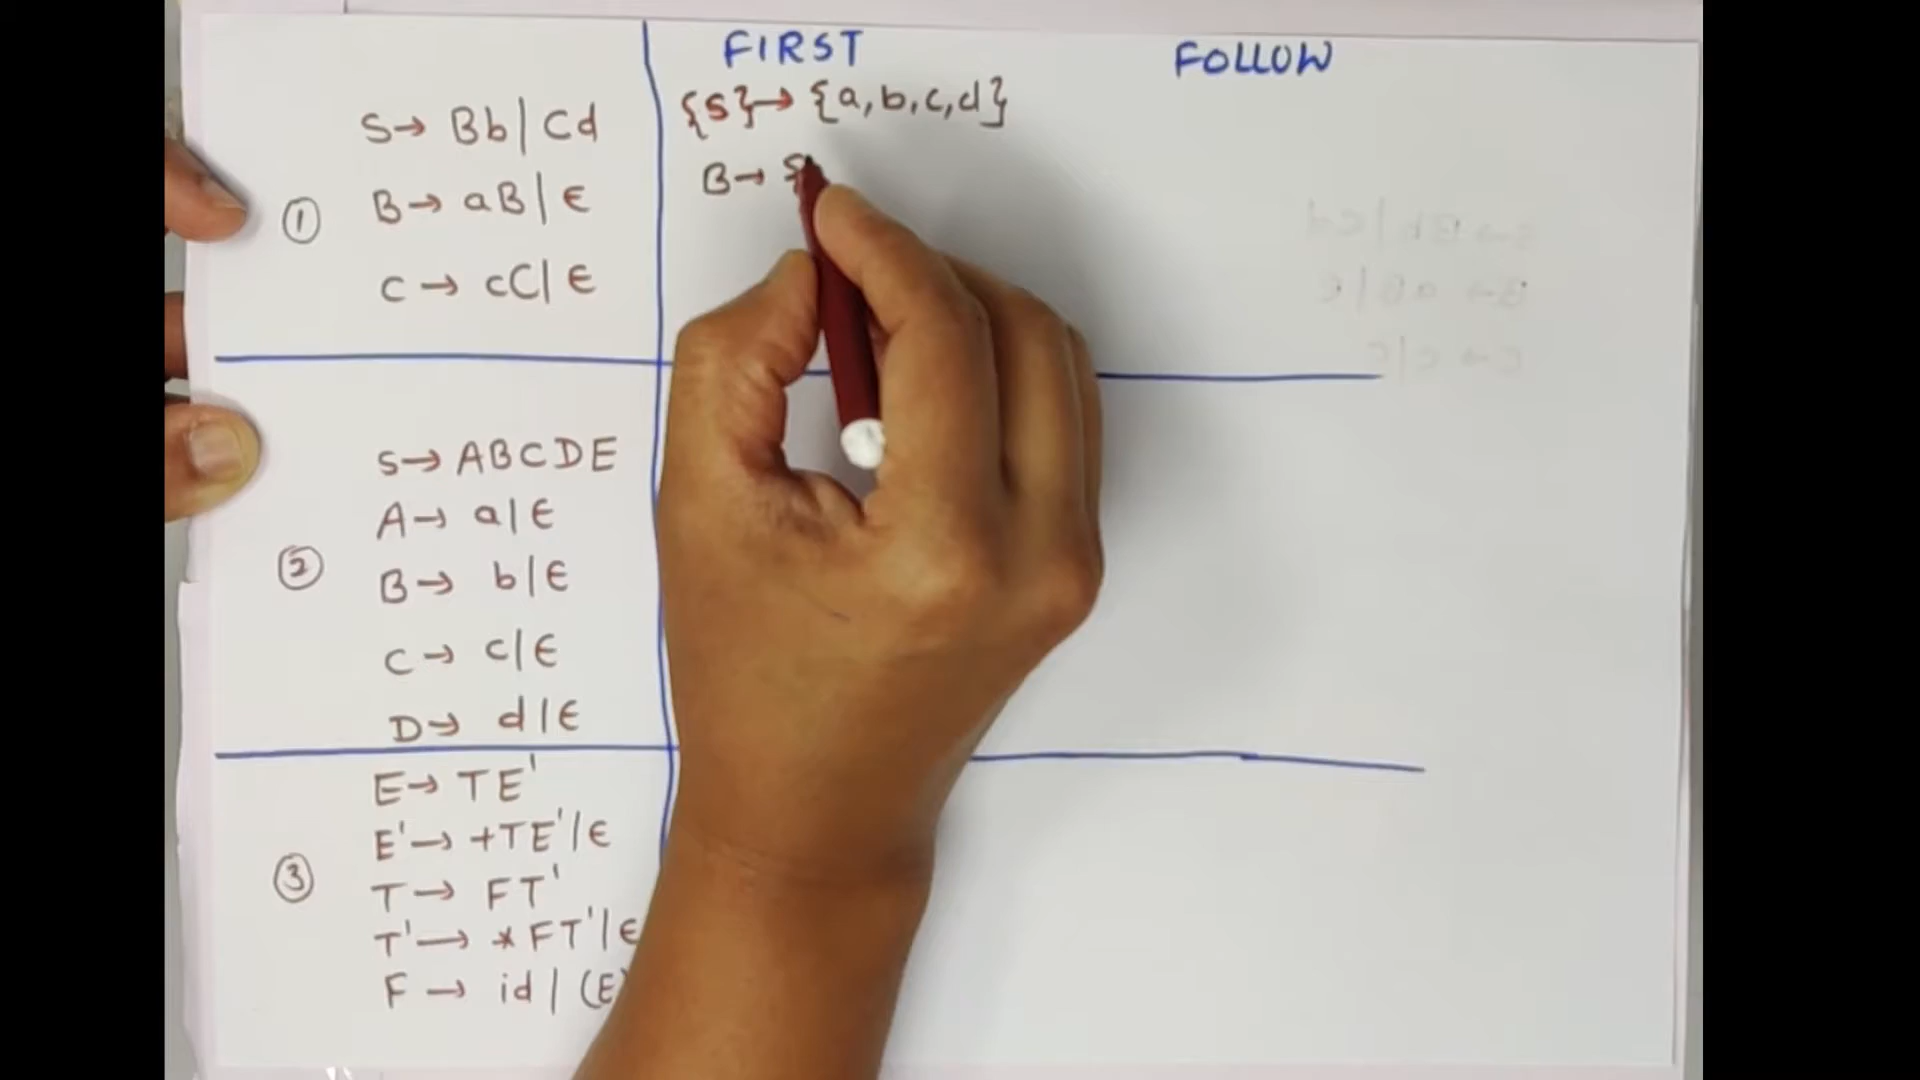 FIRST FOLLOW
S→ Bb | Cd
{S}→ {a,b,c,d}
① B→ aB | ϵ
B→ {
C → cC | ϵ
S→ ABCDE
A→ a | ϵ
② B→ b | ϵ
C→ c | ϵ
D→ d | ϵ
E→ TE'
E'→ +TE' | ϵ
③ T→ FT'
T'→ *FT' | ϵ
F → id | (E)